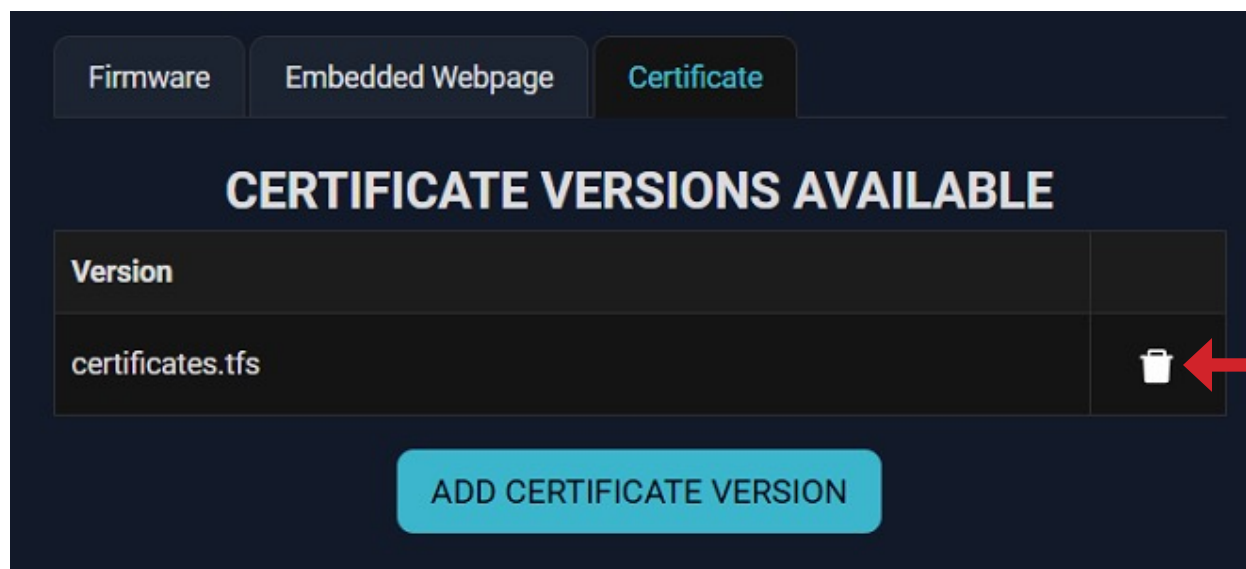 Firmware Embedded Webpage Certificate
CERTIFICATE VERSIONS AVAILABLE
Version
certificates.tfs
ADD CERTIFICATE VERSION